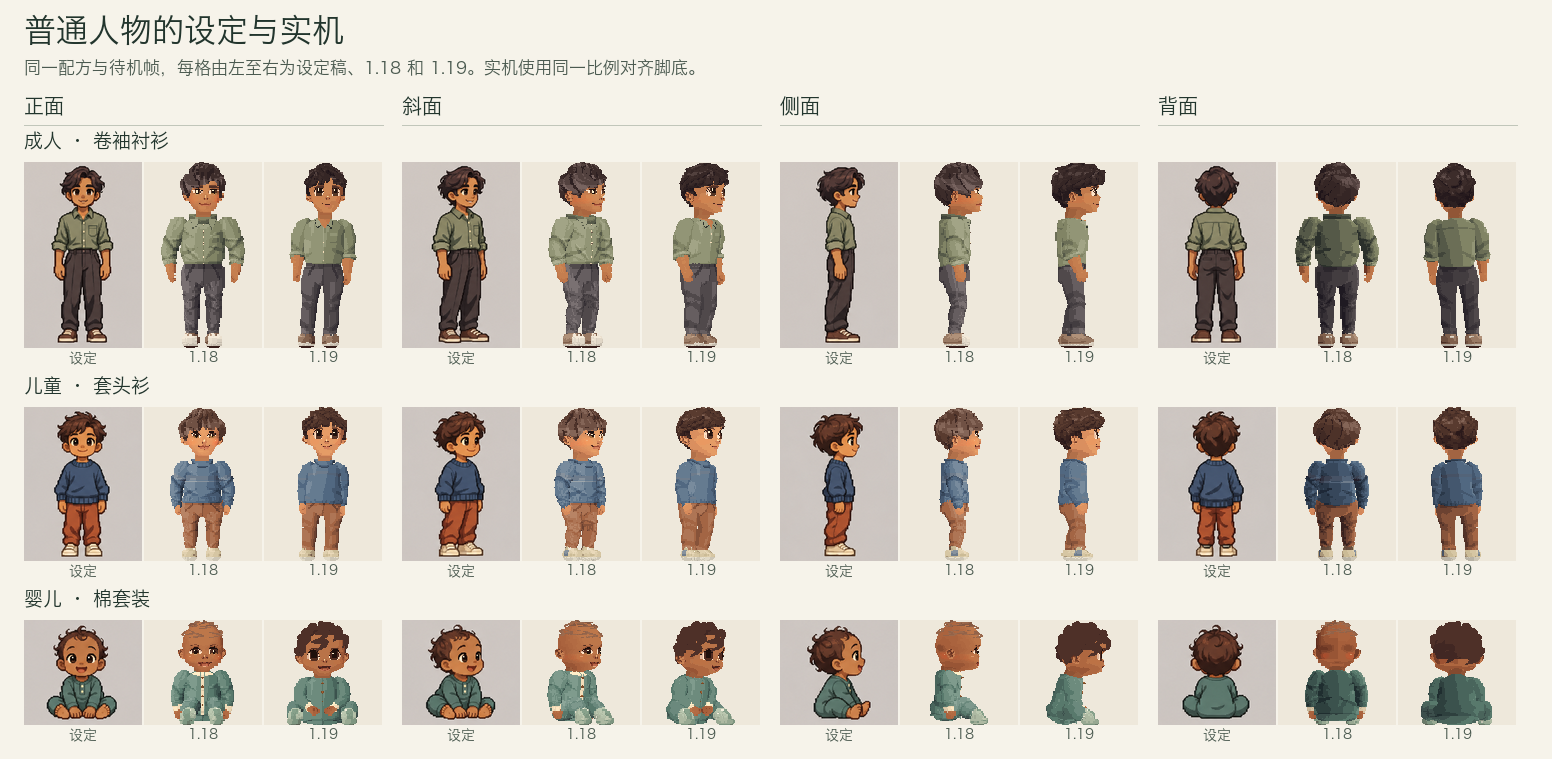 普通人物的设定与实机
同一配方与待机帧，每格由左至右为设定稿、1.18 和 1.19。实机使用同一比例对齐脚底。
正面 斜面 侧面 背面
成人 · 卷袖衬衫
设定 1.18 1.19 设定 1.18 1.19 设定 1.18 1.19 设定 1.18 1.19
儿童 · 套头衫
设定 1.18 1.19 设定 1.18 1.19 设定 1.18 1.19 设定 1.18 1.19
婴儿 · 棉套装
设定 1.18 1.19 设定 1.18 1.19 设定 1.18 1.19 设定 1.18 1.19